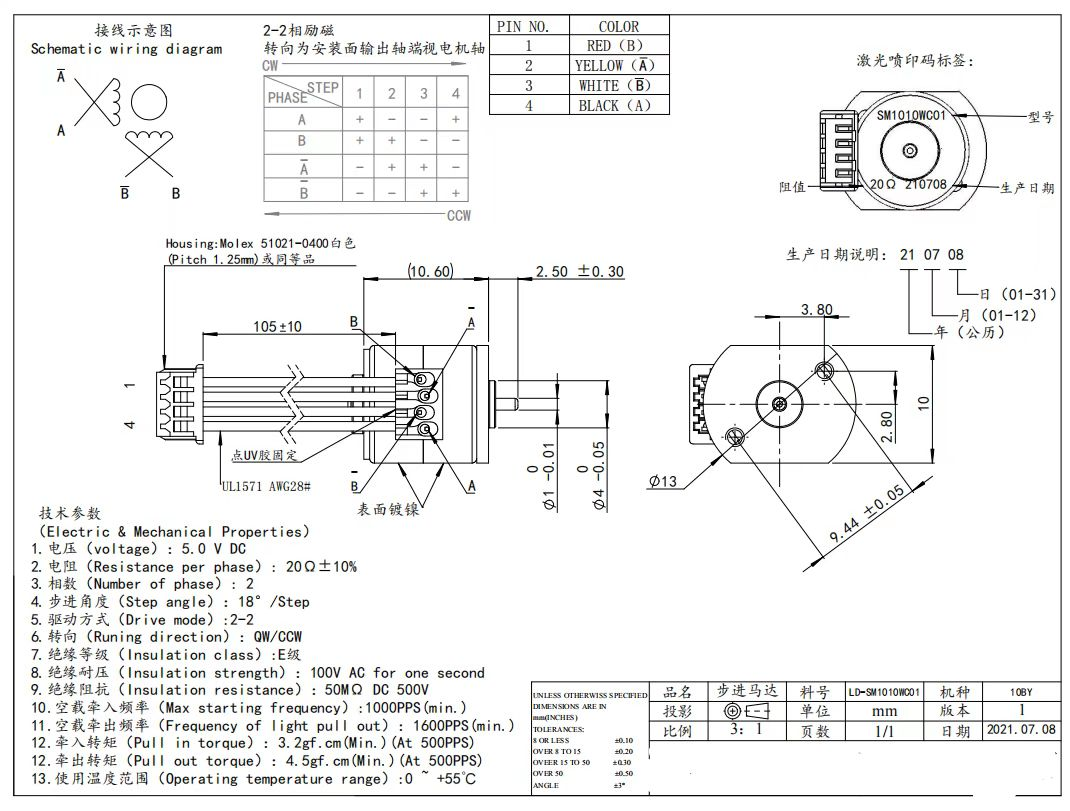 接线示意图
Schematic wiring diagram
A̅
A
B̅
B
2-2相励磁
转向为安装面输出轴端视电机轴
CW
STEP
PHASE
1 2 3 4
A + - - +
B + + - -
A̅ - + + -
B̅ - - + +
CCW
PIN NO. COLOR
1 RED (B)
2 YELLOW (A̅)
3 WHITE (B̅)
4 BLACK (A)
激光喷印码标签:
SM1010WC01
型号
阻值
20Ω 210708
生产日期
生产日期说明: 21 07 08
日 (01-31)
月 (01-12)
年 (公历)
Housing:Molex 51021-0400白色
(Pitch 1.25mm)或同等品
(10.60)
2.50 ±0.30
105±10
B
A̅
1
4
点UV胶固定
UL1571 AWG28#
B̅
A
表面镀镍
Ø1 0 -0.01
Ø4 0 -0.05
3.80
2.80
10
Ø13
9.44 ±0.05
技术参数
(Electric & Mechanical Properties)
1.电压(voltage): 5.0 V DC
2.电阻(Resistance per phase): 20Ω±10%
3.相数(Number of phase): 2
4.步进角度(Step angle): 18°/Step
5.驱动方式(Drive mode):2-2
6.转向(Runing direction): QW/CCW
7.绝缘等级(Insulation class):E级
8.绝缘耐压(Insulation strength): 100V AC for one second
9.绝缘阻抗(Insulation resistance): 50MΩ DC 500V
10.空载牵入频率(Max starting frequency):1000PPS(min.)
11.空载牵出频率(Frequency of light pull out): 1600PPS(min.)
12.牵入转矩(Pull in torque): 3.2gf.cm(Min.)(At 500PPS)
12.牵出转矩(Pull out torque): 4.5gf.cm(Min.)(At 500PPS)
13.使用温度范围(Operating temperature range):0 ~ +55℃
UNLESS OTHERWISS SPECIFIED
DIMENSIONS ARE IN
mm(INCHES)
TOLERANCES:
8 OR LESS ±0.10
OVER 8 TO 15 ±0.20
OVEER 15 TO 50 ±0.30
OVER 50 ±0.50
ANGLE ±3°
品名 步进马达 料号 LD-SM1010WC01 机种 10BY
投影 单位 mm 版本 1
比例 3: 1 页数 1/1 日期 2021.07.08